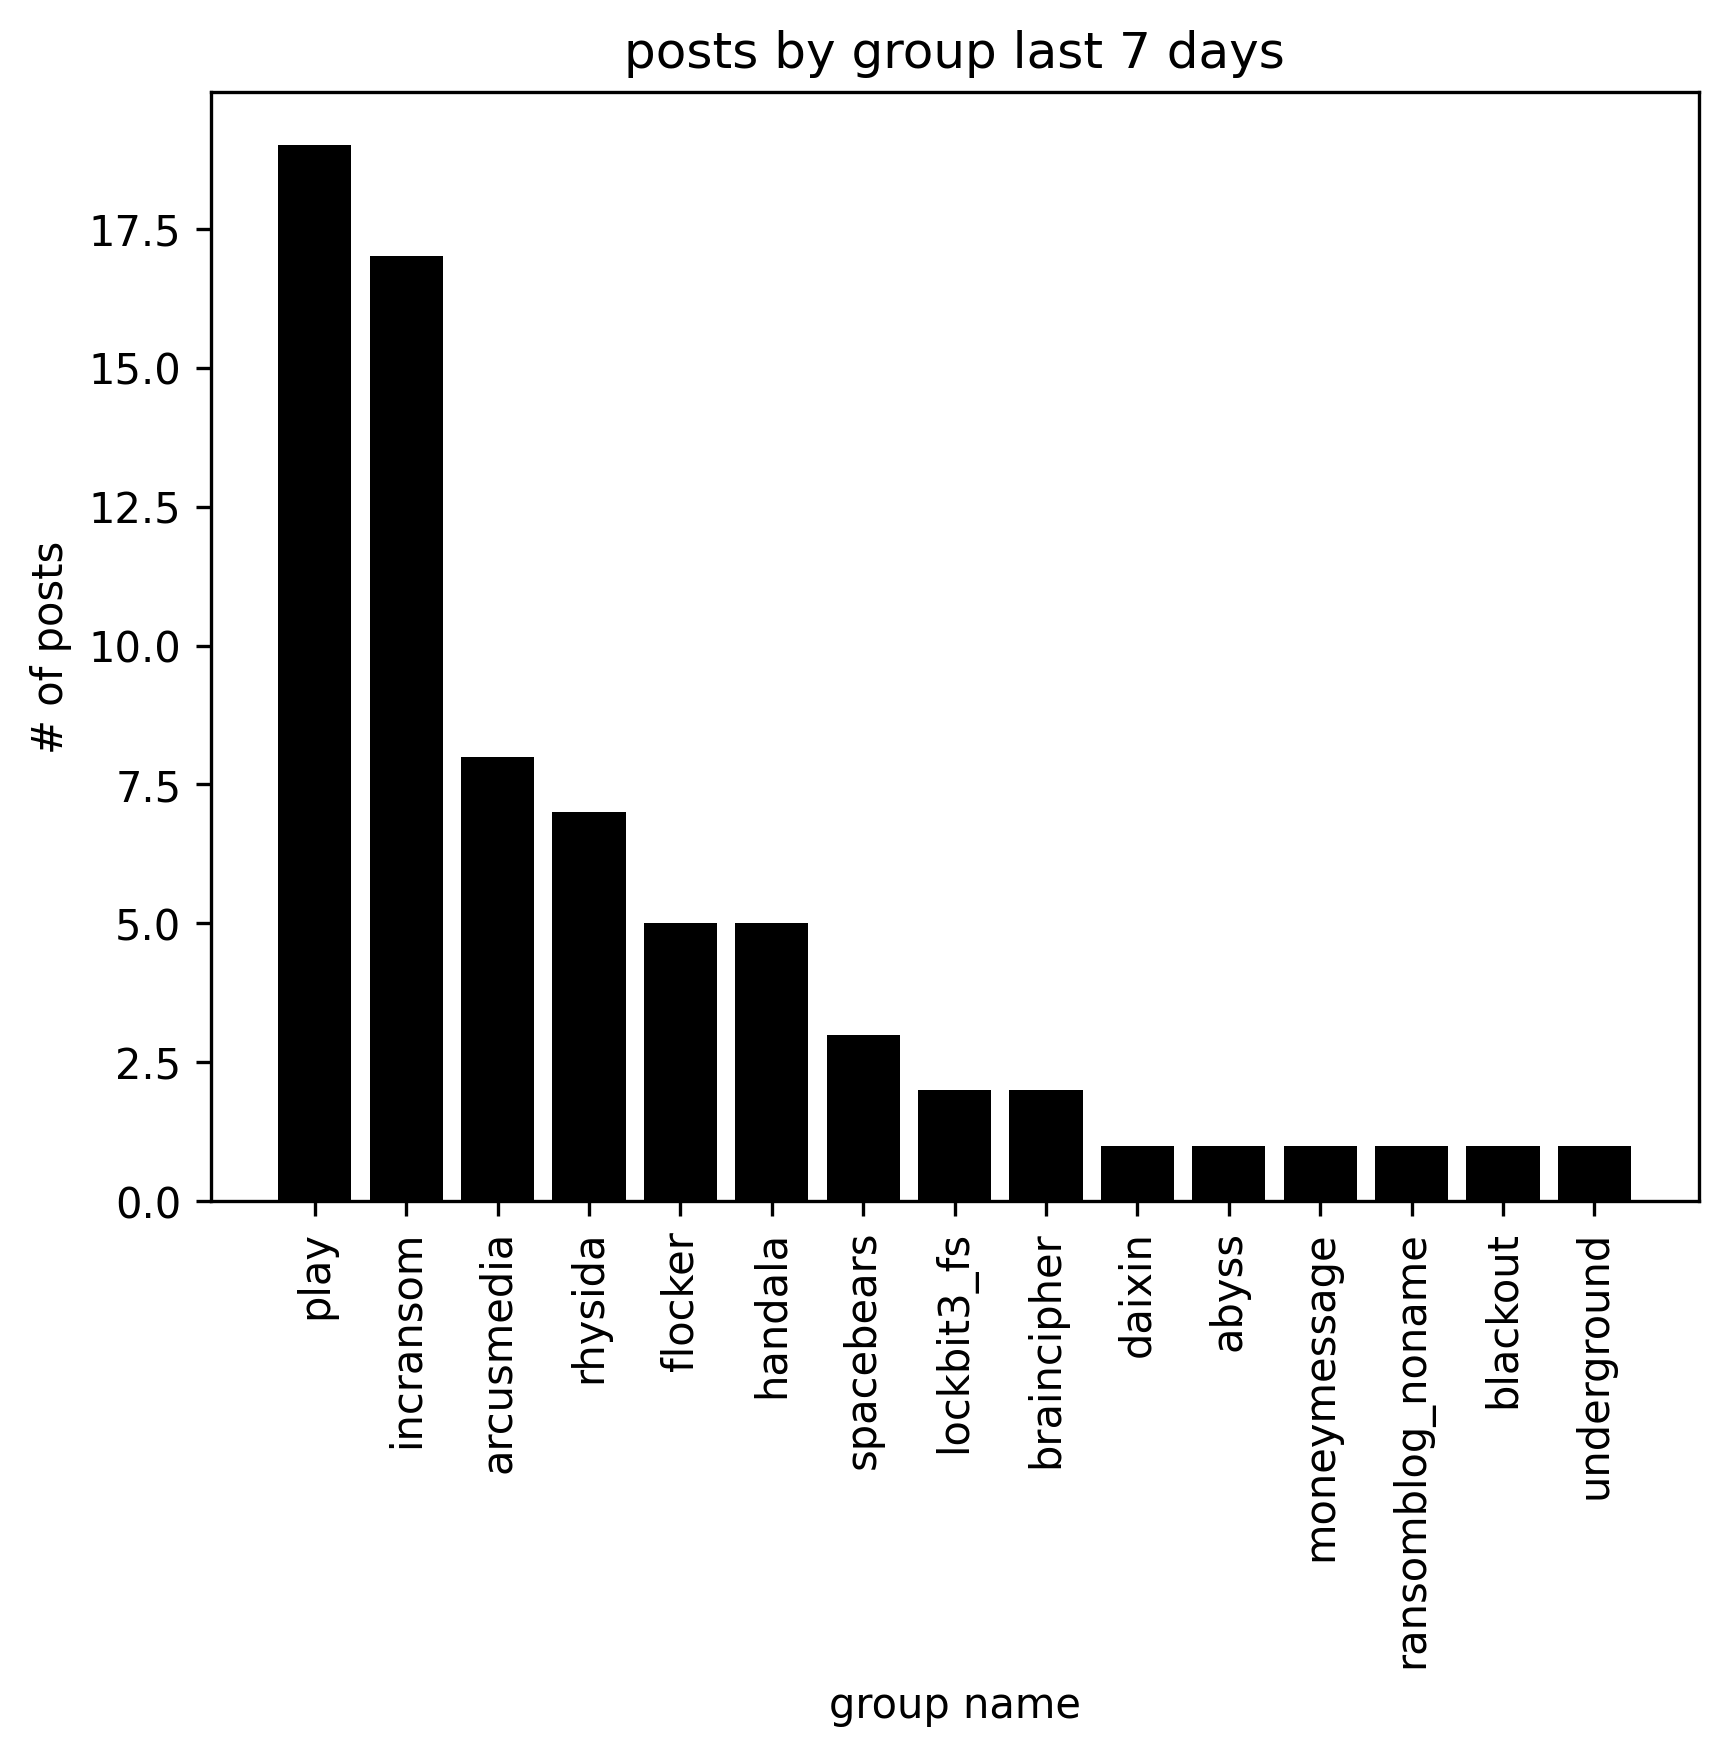 posts by group last 7 days
# of posts
17.5
15.0
12.5
10.0
7.5
5.0
2.5
0.0
play
incransom
arcusmedia
rhysida
flocker
handala
spacebears
lockbit3_fs
braincipher
daixin
abyss
moneymessage
ransomblog_noname
blackout
underground
group name